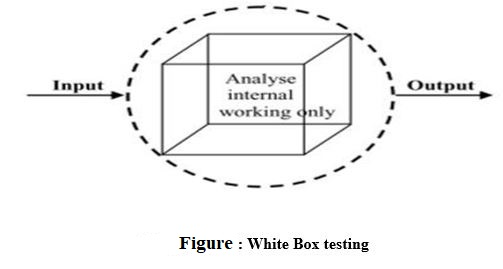 Input
Analyse
internal
working only
Output
Figure : White Box testing